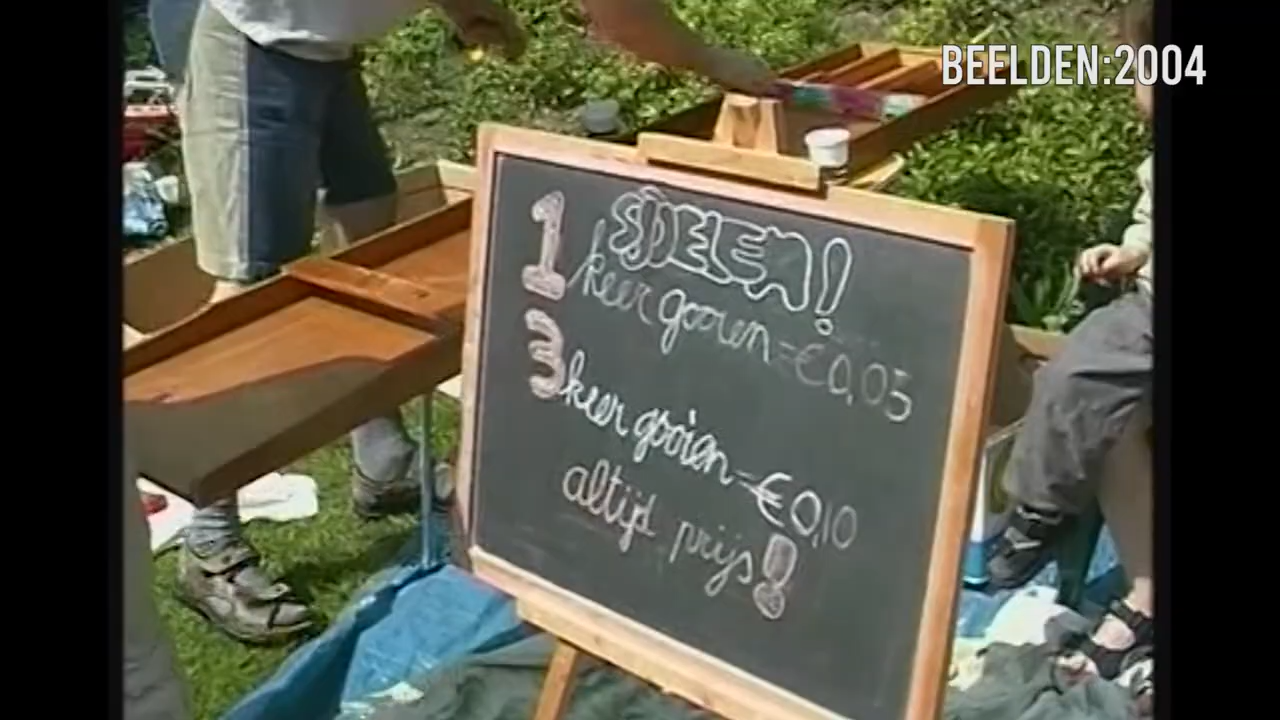 BEELDEN:2004
SPELEN!
1 keer gooien = €0,05
3 keer gooien = €0,10
altijd prijs!